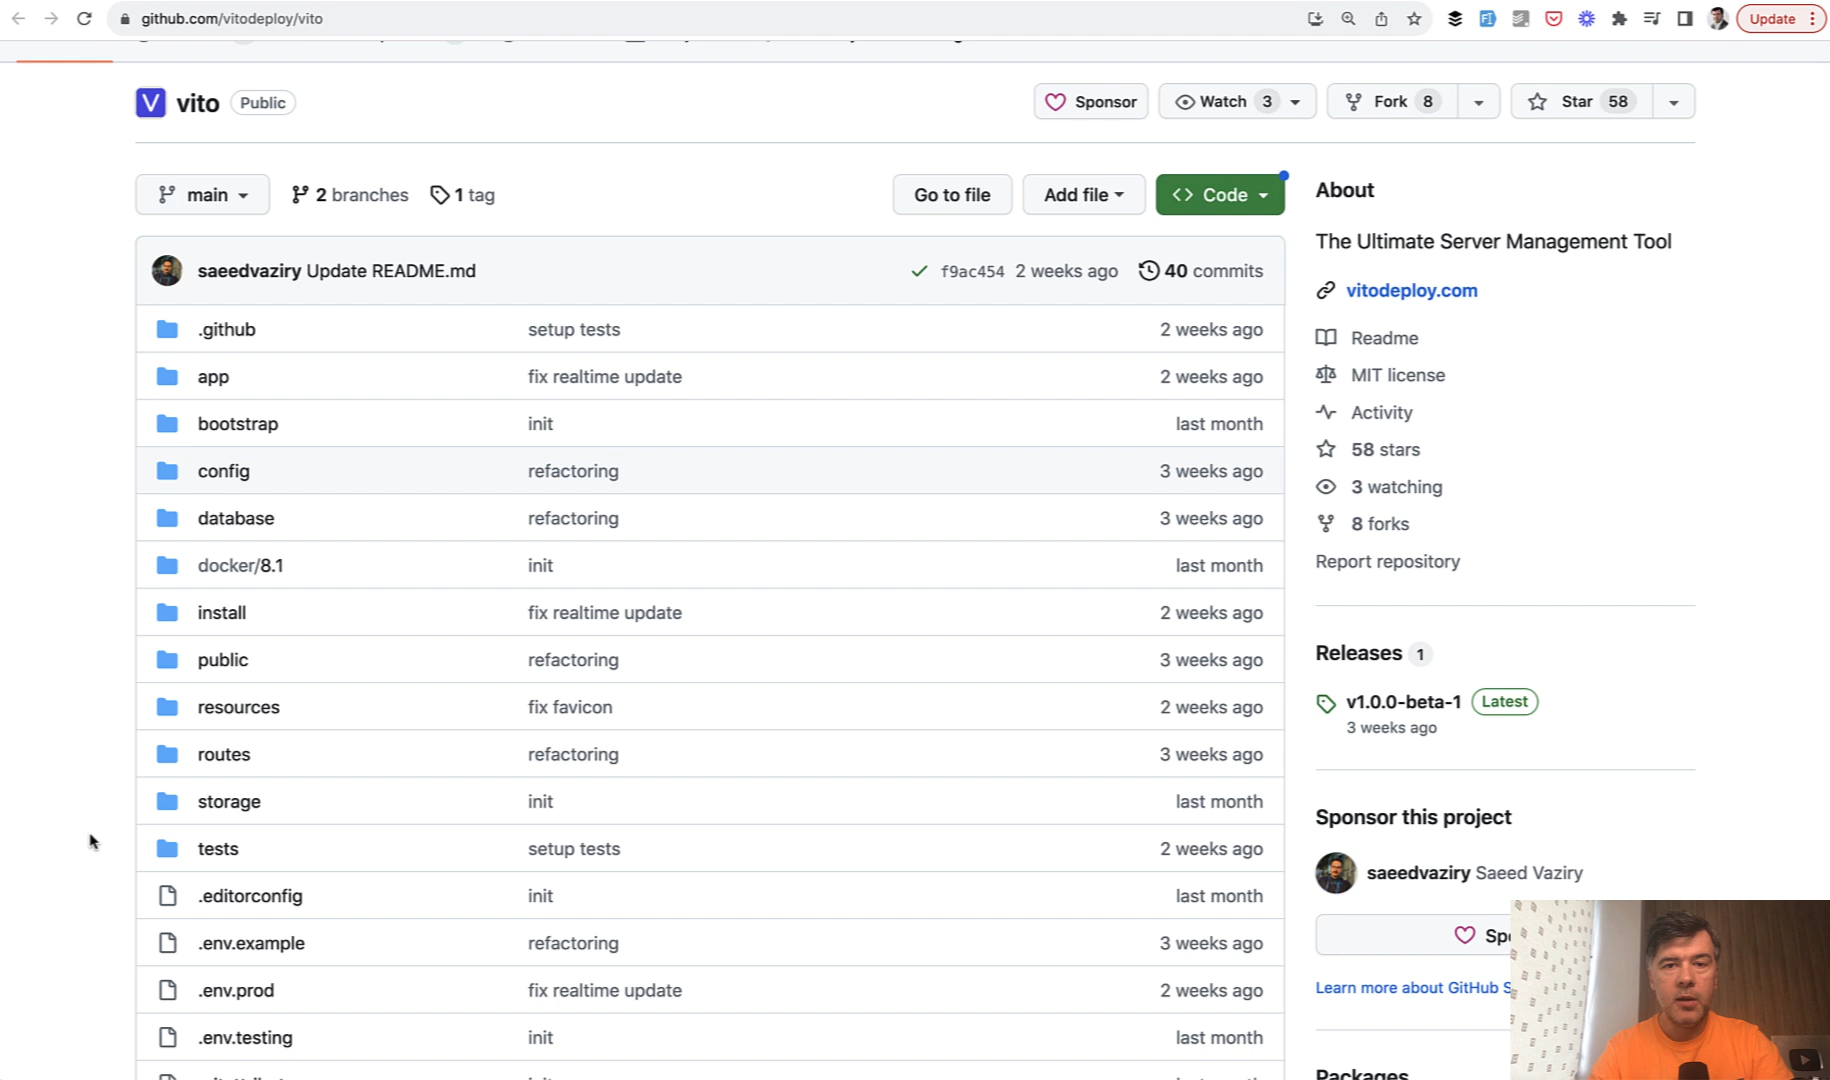 github.com/vitodeploy/vito
Update
V vito Public
Sponsor
Watch 3
Fork 8
Star 58
main
2 branches
1 tag
Go to file
Add file
<> Code
saeedvaziry Update README.md
f9ac454 2 weeks ago
40 commits
.github setup tests 2 weeks ago
app fix realtime update 2 weeks ago
bootstrap init last month
config refactoring 3 weeks ago
database refactoring 3 weeks ago
docker/8.1 init last month
install fix realtime update 2 weeks ago
public refactoring 3 weeks ago
resources fix favicon 2 weeks ago
routes refactoring 3 weeks ago
storage init last month
tests setup tests 2 weeks ago
.editorconfig init last month
.env.example refactoring 3 weeks ago
.env.prod fix realtime update 2 weeks ago
.env.testing init last month
About
The Ultimate Server Management Tool
vitodeploy.com
Readme
MIT license
Activity
58 stars
3 watching
8 forks
Report repository
Releases 1
v1.0.0-beta-1 Latest
3 weeks ago
Sponsor this project
saeedvaziry Saeed Vaziry
Learn more about GitHub S
Packages